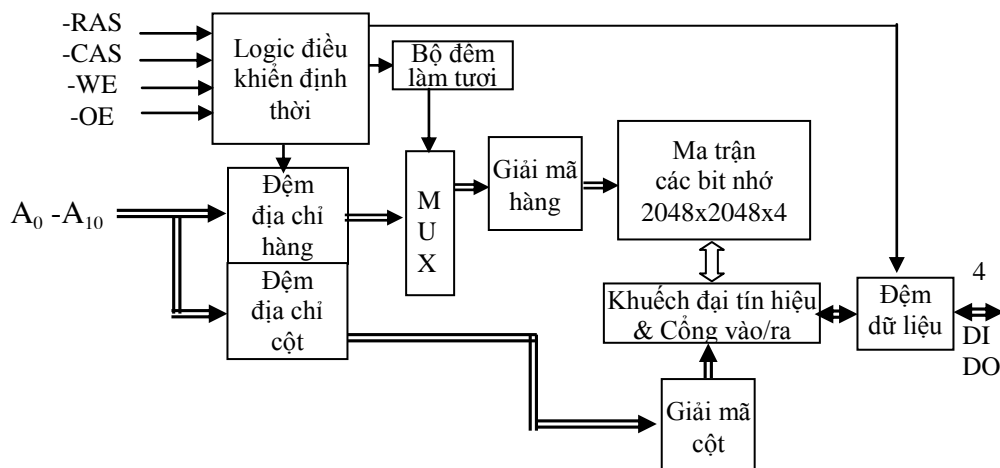 -RAS
-CAS
-WE
-OE
Logic điều
khiển định
thời
Bộ đêm
làm tươi
A0 -A10
Đệm
địa chỉ
hàng
Đệm
địa chỉ
cột
M
U
X
Giải mã
hàng
Ma trận
các bit nhớ
2048x2048x4
Khuếch đại tín hiệu
& Cổng vào/ra
Giải mã
cột
Đệm
dữ liệu
4
DI
DO